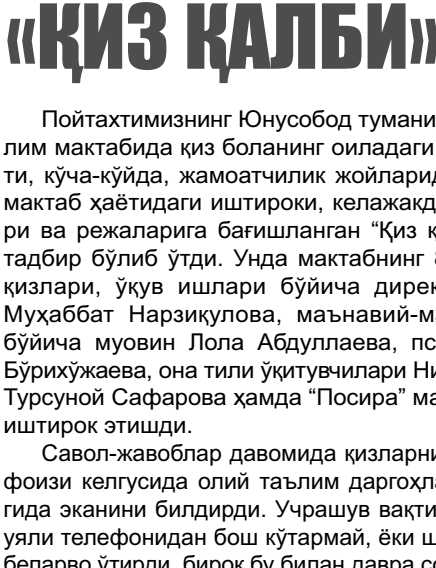 «ҚИЗ ҚАЛБИ»
Пойтахтимизнинг Юнусобод тумани
лим мактабида қиз боланинг оиладаги
ти, кўча-кўйда, жамоатчилик жойларид
мактаб ҳаётидаги иштироки, келажакд
ри ва режаларига бағишланган “Қиз қ
тадбир бўлиб ўтди. Унда мактабнинг
қизлари, ўқув ишлари бўйича дирек
Муҳаббат Нарзиқулова, маънавий-ма
бўйича муовин Лола Абдуллаева, пс
Бўрихўжаева, она тили ўқитувчилари Ни
Турсуной Сафарова ҳамда “Посира” ма
иштирок этишди.
Савол-жавоблар давомида қизларни
фоизи келгусида олий таълим даргоҳла
гида эканини билдирди. Учрашув вақти
уяли телефонидан бош кўтармай, ёки ш
бепарво ўтирди, бироқ бу билан давра со